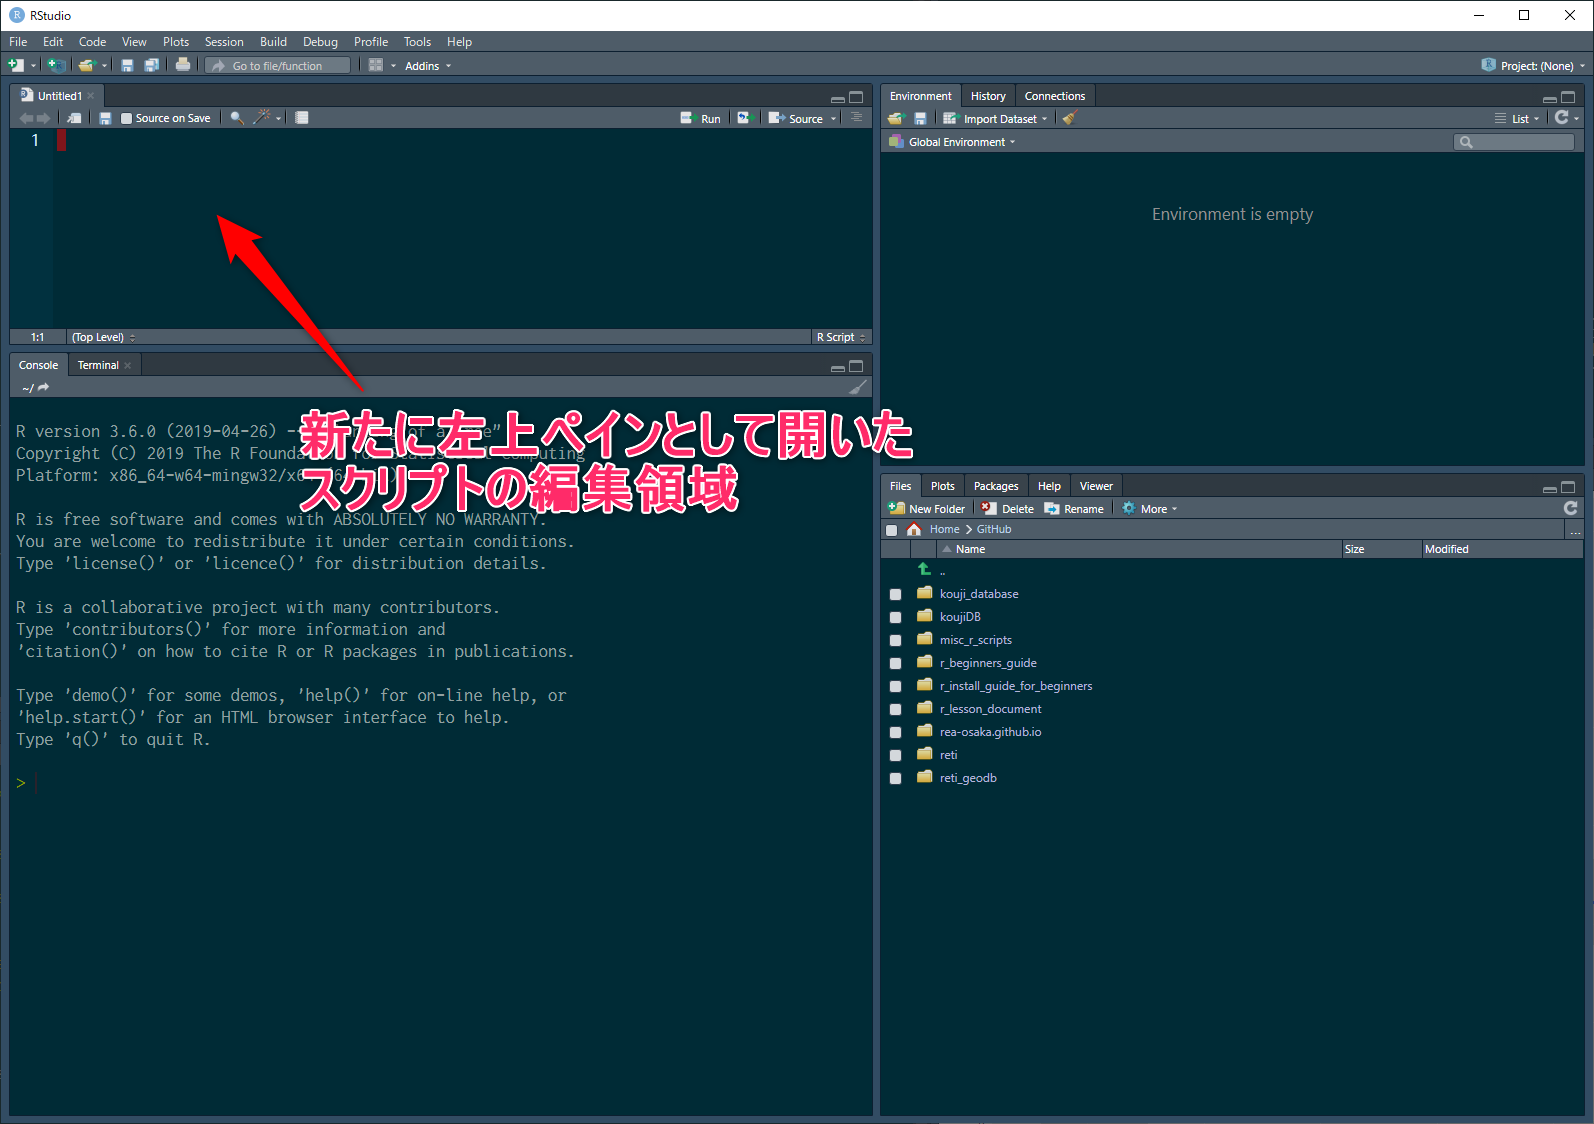 RStudio
File Edit Code View Plots Session Build Debug Profile Tools Help
Go to file/function Addins Project: (None)
Untitled1
Source on Save Run Source
1
1:1 (Top Level) R Script
Console Terminal
~/
R version 3.6.0 (2019-04-26) --
Copyright (C) 2019 The R Foundation for Statistical Computing
Platform: x86_64-w64-mingw32/x64
新たに左上ペインとして開いた
スクリプトの編集領域
R is free software and comes with ABSOLUTELY NO WARRANTY.
You are welcome to redistribute it under certain conditions.
Type 'license()' or 'licence()' for distribution details.
R is a collaborative project with many contributors.
Type 'contributors()' for more information and
'citation()' on how to cite R or R packages in publications.
Type 'demo()' for some demos, 'help()' for on-line help, or
'help.start()' for an HTML browser interface to help.
Type 'q()' to quit R.
>
Environment History Connections
Import Dataset List
Global Environment
Environment is empty
Files Plots Packages Help Viewer
New Folder Delete Rename More
Home GitHub ...
Name Size Modified
..
kouji_database
koujiDB
misc_r_scripts
r_beginners_guide
r_install_guide_for_beginners
r_lesson_document
rea-osaka.github.io
reti
reti_geodb